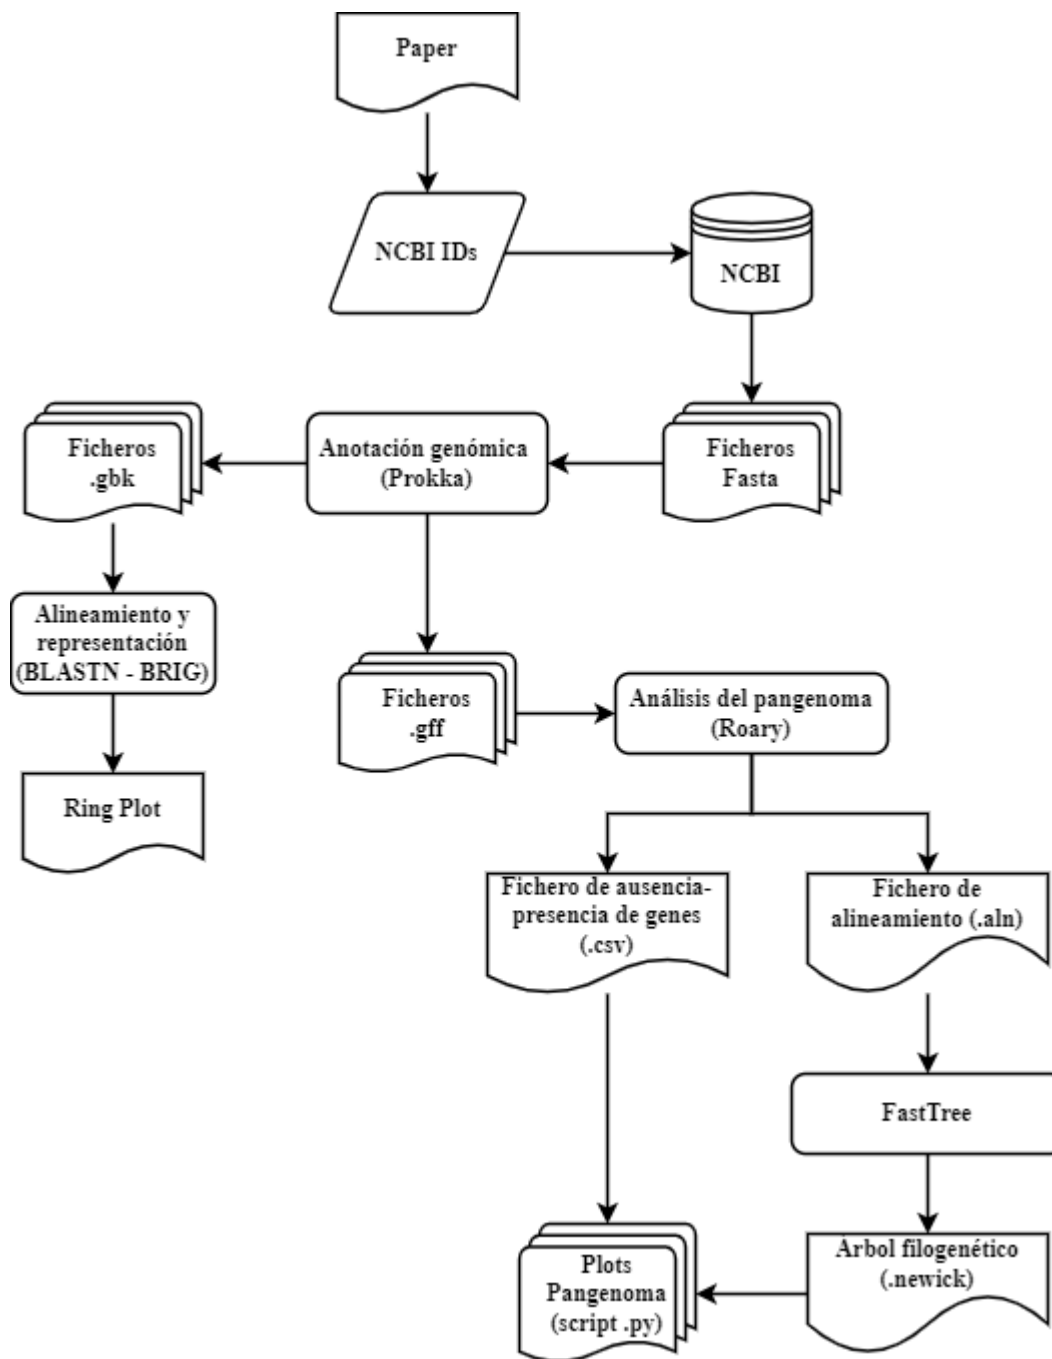 Paper
NCBI IDs
NCBI
Ficheros
.gbk
Anotación genómica
(Prokka)
Ficheros
Fasta
Alineamiento y
representación
(BLASTN - BRIG)
Ficheros
.gff
Análisis del pangenoma
(Roary)
Ring Plot
Fichero de ausencia-
presencia de genes
(.csv)
Fichero de
alineamiento (.aln)
FastTree
Árbol filogenético
(.newick)
Plots
Pangenoma
(script .py)